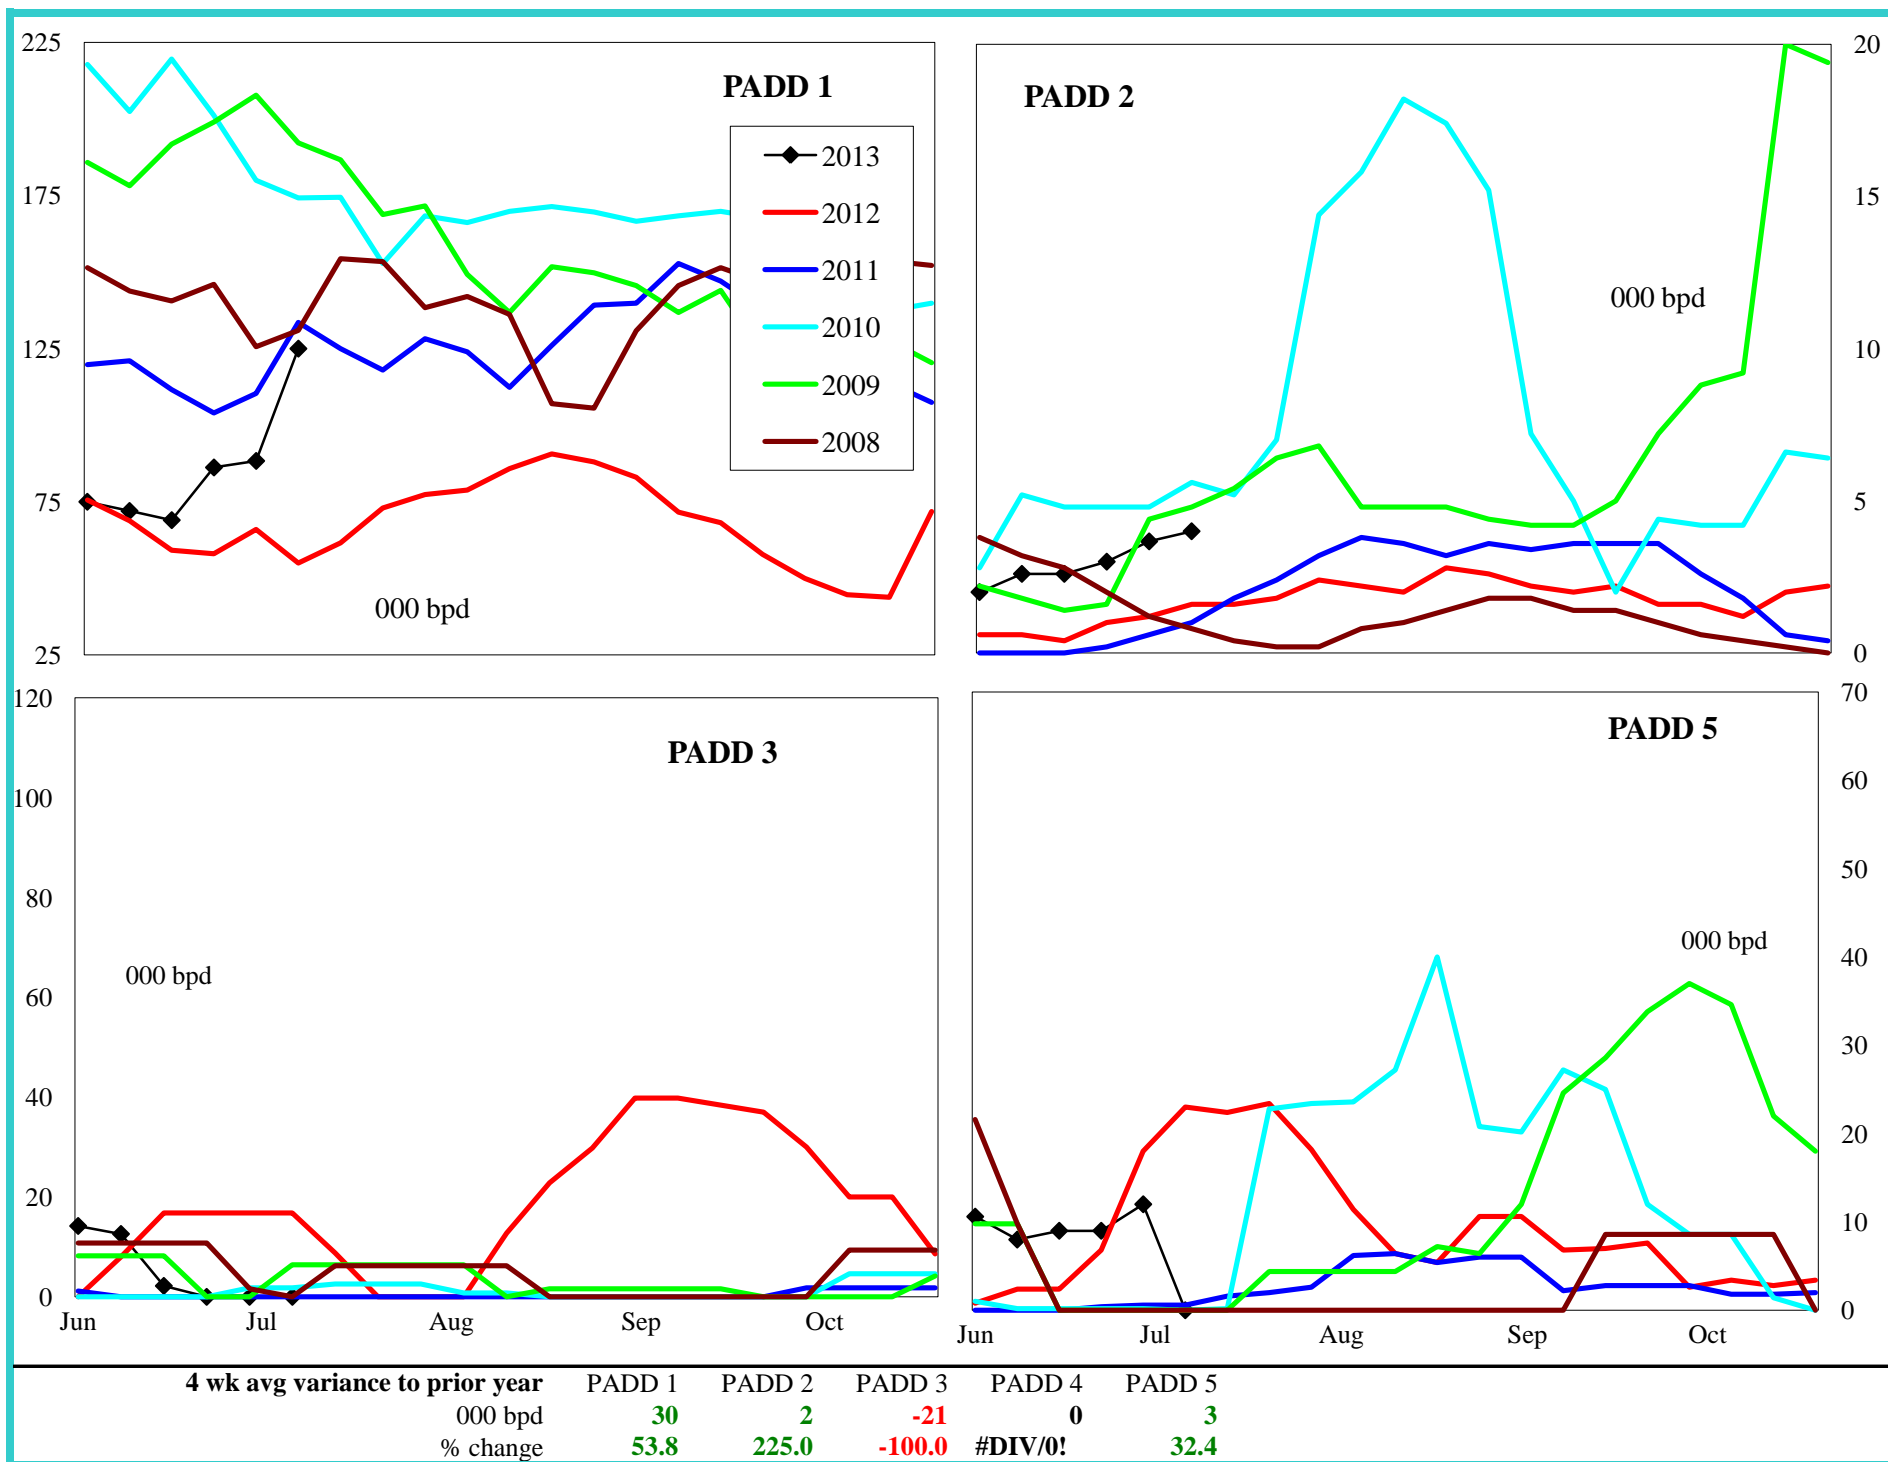 PADD 1
225
175
125
75
25
000 bpd
2013
2012
2011
2010
2009
2008
PADD 2
20
15
10
5
0
000 bpd
PADD 3
120
100
80
60
40
20
0
000 bpd
Jun Jul Aug Sep Oct
PADD 5
70
60
50
40
30
20
10
0
000 bpd
Jun Jul Aug Sep Oct
4 wk avg variance to prior year PADD 1 PADD 2 PADD 3 PADD 4 PADD 5
000 bpd 30 2 -21 0 3
% change 53.8 225.0 -100.0 #DIV/0! 32.4